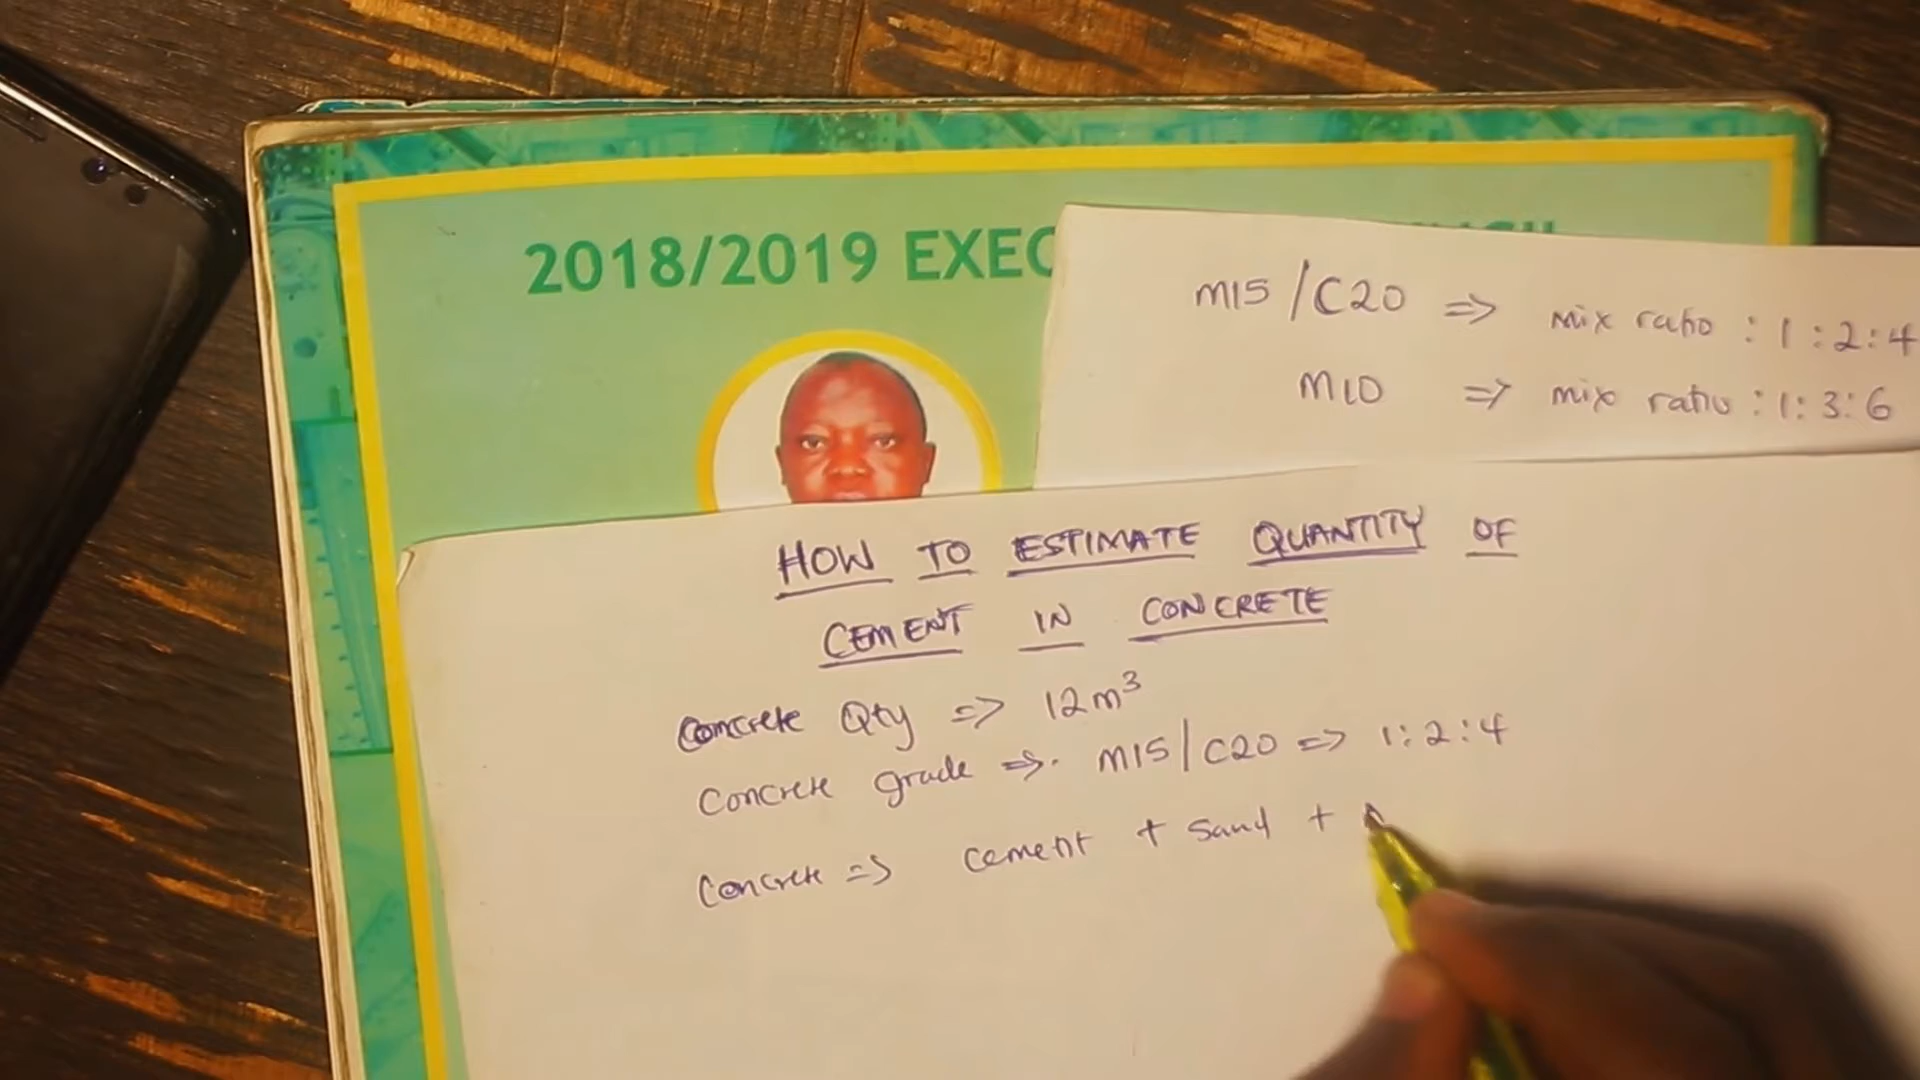 2018/2019 EXEC
M15/C20 => mix ratio : 1:2:4
M10 => mix ratio : 1:3:6
HOW TO ESTIMATE QUANTITY OF
CEMENT IN CONCRETE
Concrete Qty => 12m³
Concrete grade =>. M15/C20 => 1:2:4
Concrete => cement + sand +